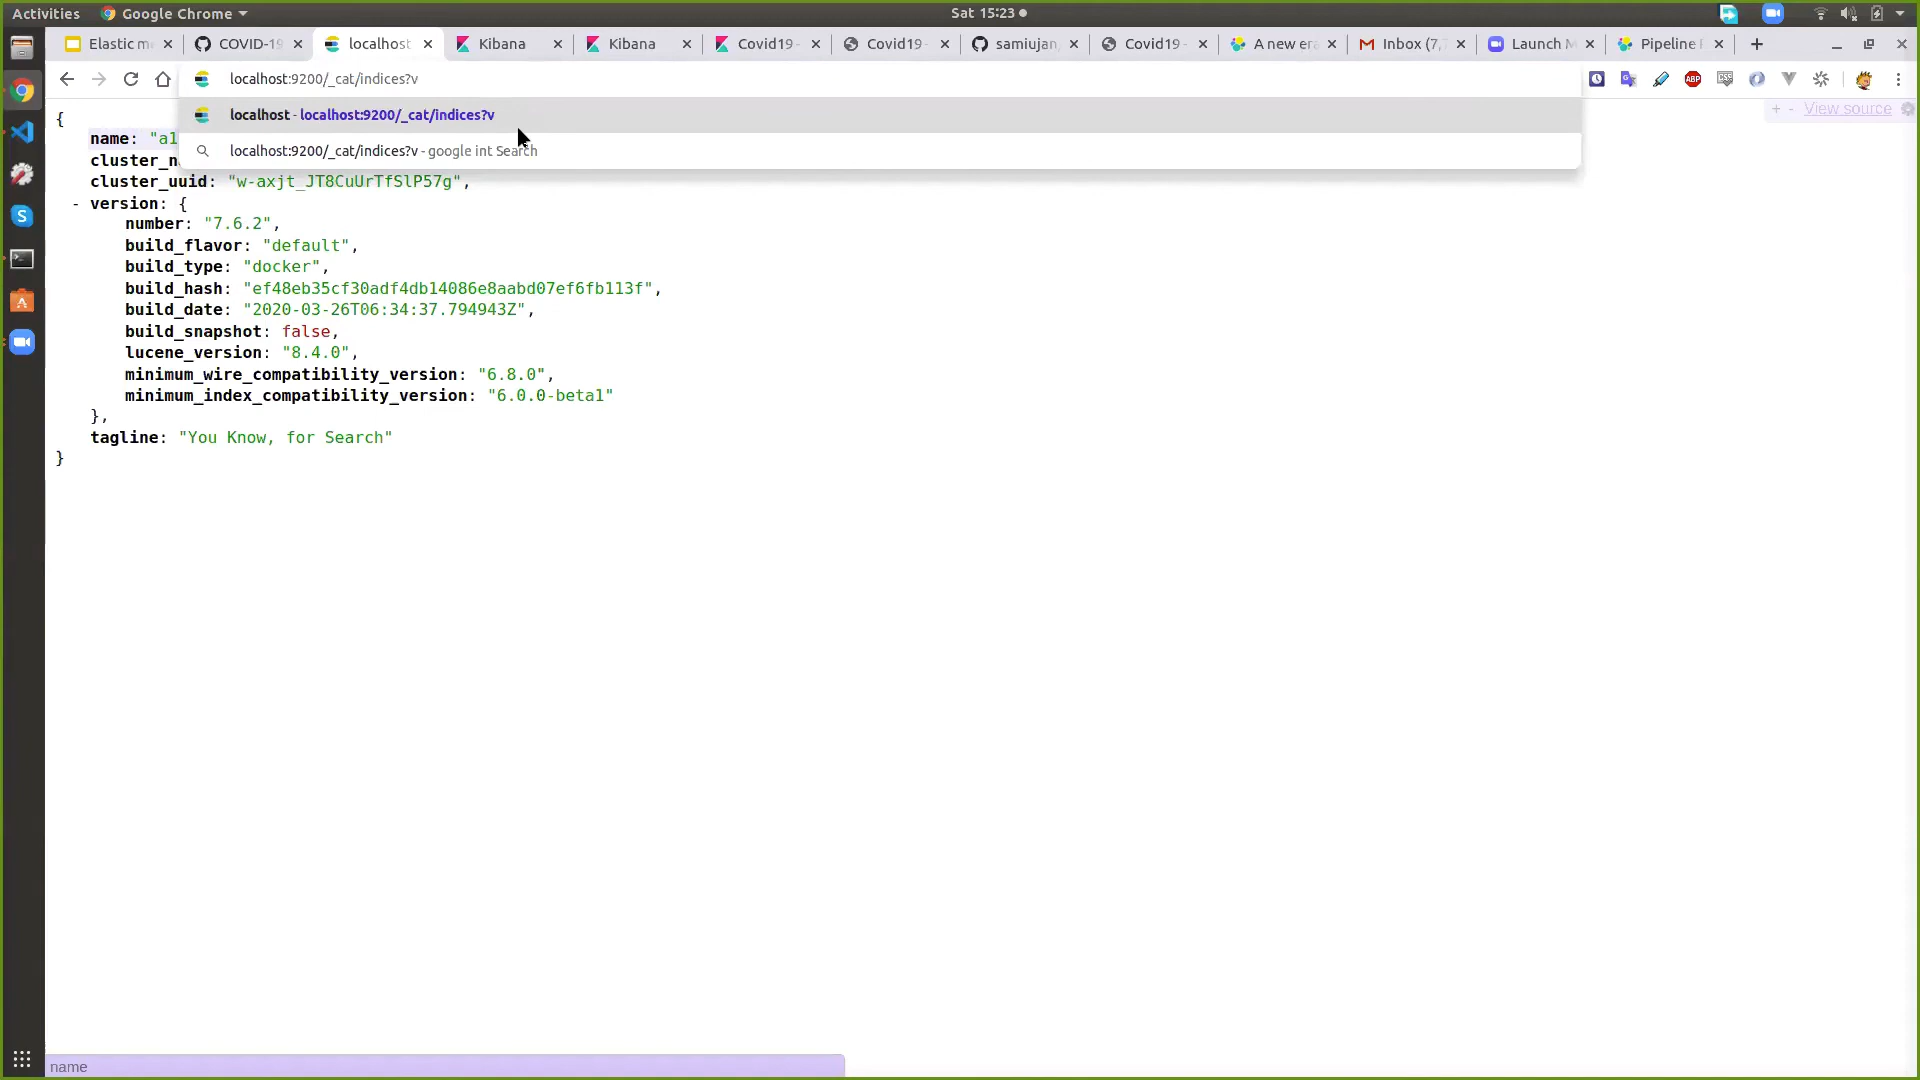 Activities Google Chrome Sat 15:23
Elastic m COVID-19 localhost Kibana Kibana Covid19 - Covid19 - samiujan Covid19 - A new era Inbox (7, Launch M Pipeline
localhost:9200/_cat/indices?v
localhost - localhost:9200/_cat/indices?v
localhost:9200/_cat/indices?v - google int Search
+ - View source
{
name: "a1
cluster_n
cluster_uuid: "w-axjt_JT8CuUrTfSlP57g",
- version: {
number: "7.6.2",
build_flavor: "default",
build_type: "docker",
build_hash: "ef48eb35cf30adf4db14086e8aabd07ef6fb113f",
build_date: "2020-03-26T06:34:37.794943Z",
build_snapshot: false,
lucene_version: "8.4.0",
minimum_wire_compatibility_version: "6.8.0",
minimum_index_compatibility_version: "6.0.0-beta1"
},
tagline: "You Know, for Search"
}
name